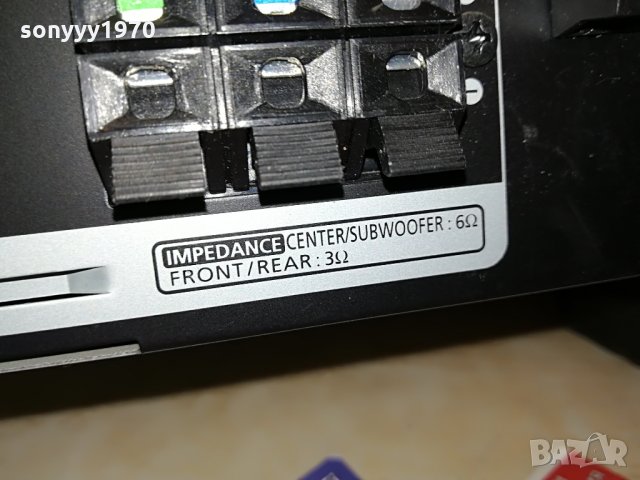 sonyyy1970
IMPEDANCE CENTER/SUBWOOFER : 6Ω
FRONT/REAR : 3Ω
BAZAR